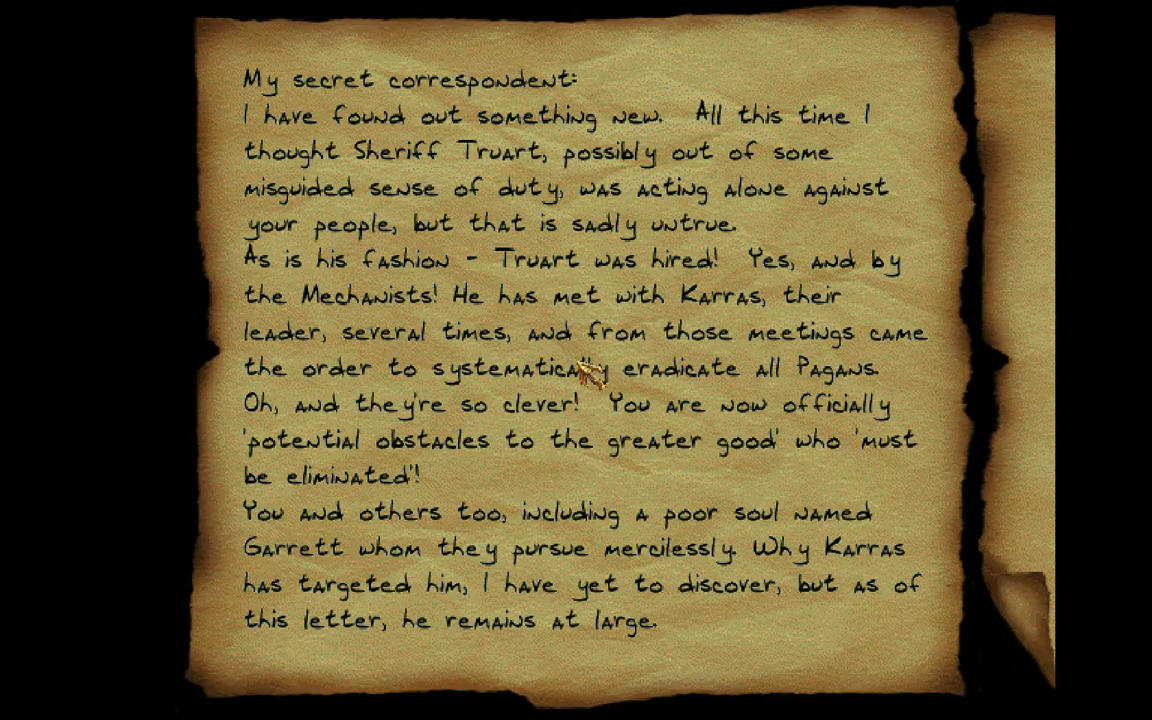 My secret correspondent:
I have found out something new. All this time I
thought Sheriff Truart, possibly out of some
misguided sense of duty, was acting alone against
your people, but that is sadly untrue.
As is his fashion - Truart was hired! Yes, and by
the Mechanists! He has met with Karras, their
leader, several times, and from those meetings came
the order to systematically eradicate all Pagans.
Oh, and they're so clever! You are now officially
'potential obstacles to the greater good' who 'must
be eliminated'!
You and others too, including a poor soul named
Garrett whom they pursue mercilessly. Why Karras
has targeted him, I have yet to discover, but as of
this letter, he remains at large.